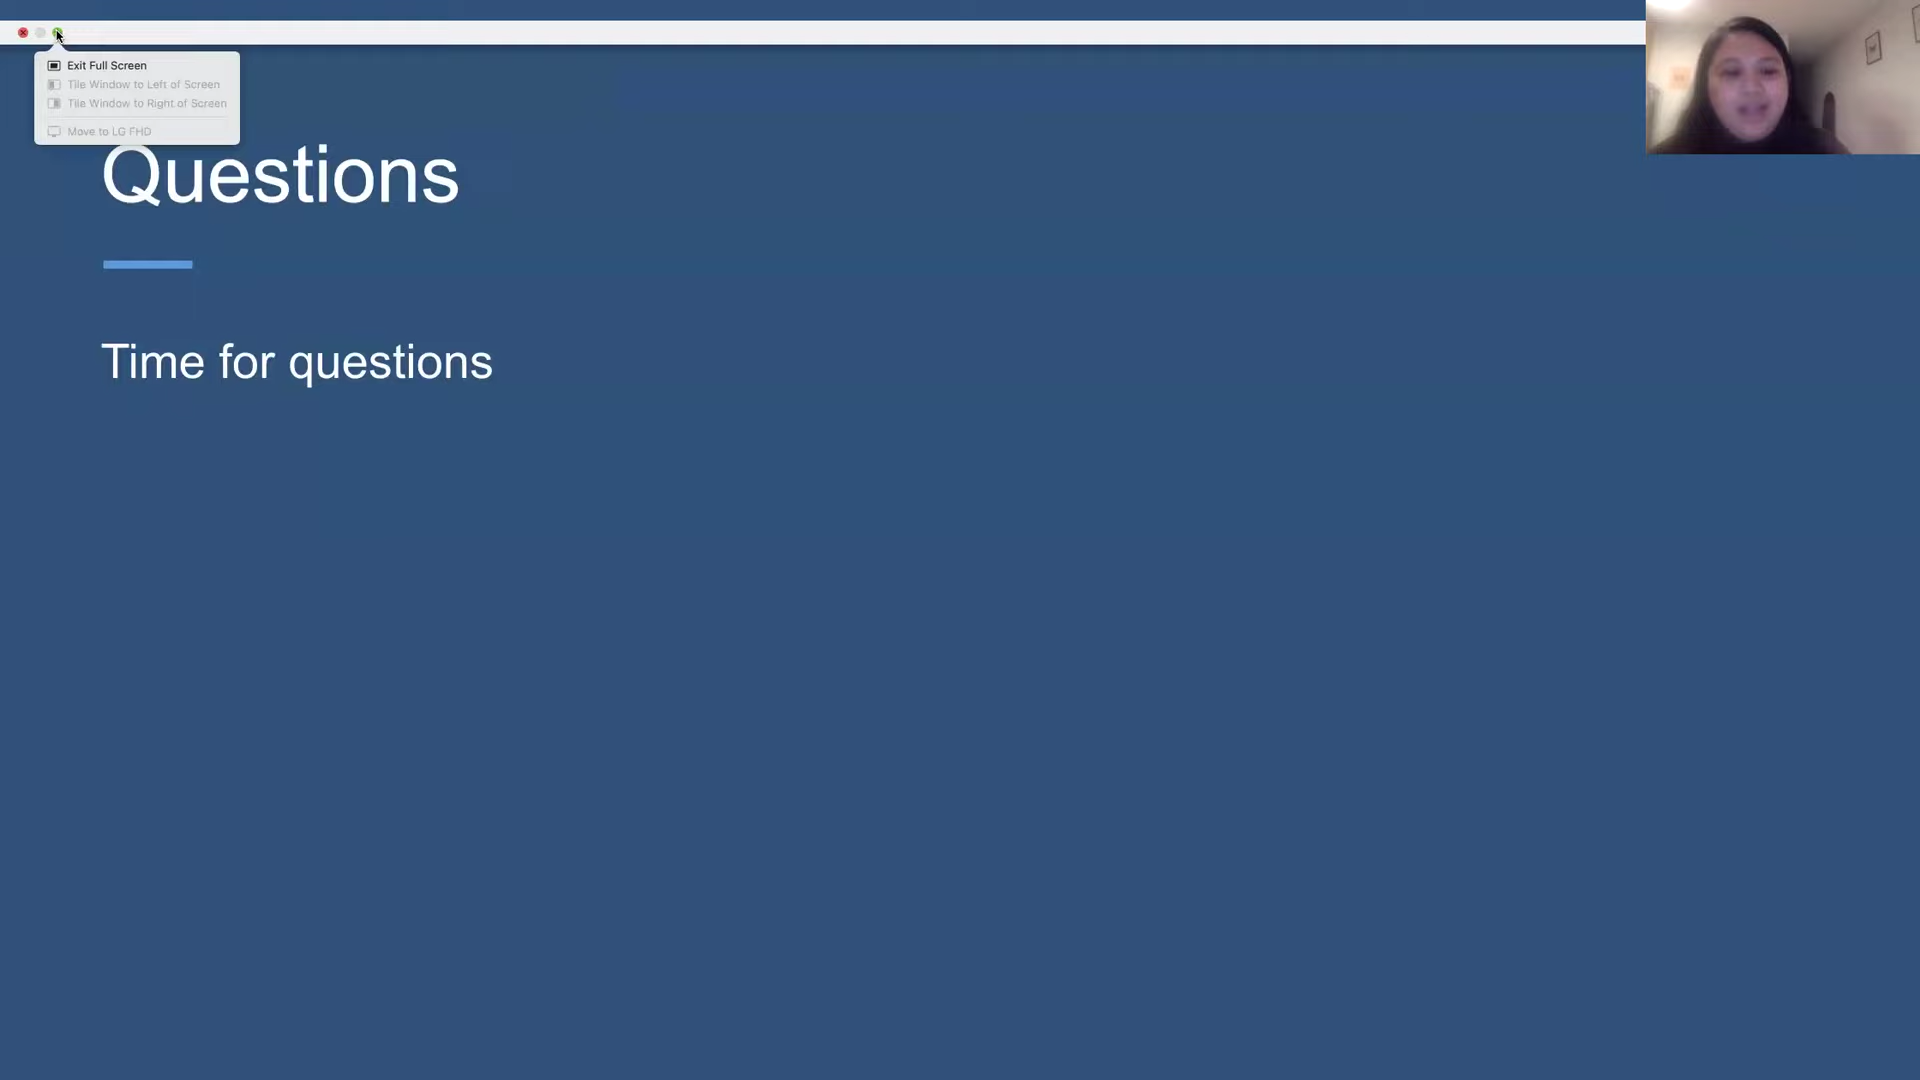 Exit Full Screen
Tile Window to Left of Screen
Tile Window to Right of Screen
Move to LG FHD
Questions
Time for questions